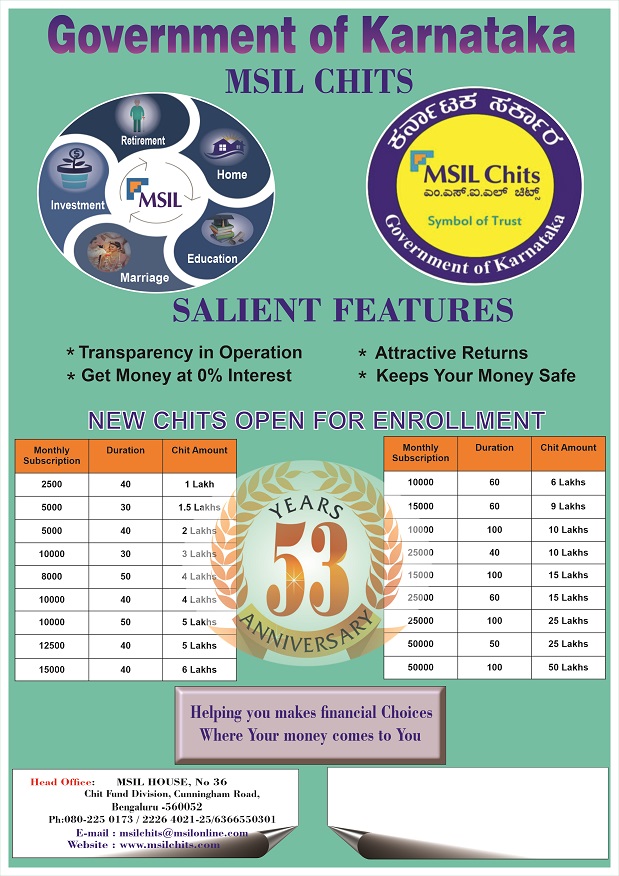 Government of Karnataka
MSIL CHITS
Retirement
Home
Investment
MSIL
Education
Marriage
ಕರ್ನಾಟಕ ಸರ್ಕಾರ
MSIL Chits
ಎಂ.ಎಸ್.ಐ.ಎಲ್ ಚಿಟ್ಸ್ TM
Symbol of Trust
Government of Karnataka
SALIENT FEATURES
* Transparency in Operation
* Get Money at 0% Interest
* Attractive Returns
* Keeps Your Money Safe
NEW CHITS OPEN FOR ENROLLMENT
Monthly Subscription Duration Chit Amount
2500 40 1 Lakh
5000 30 1.5 Lakhs
5000 40 2 Lakhs
10000 30 3 Lakhs
8000 50 4 Lakhs
10000 40 4 Lakhs
10000 50 5 Lakhs
12500 40 5 Lakhs
15000 40 6 Lakhs
YEARS
53
ANNIVERSARY
Monthly Subscription Duration Chit Amount
10000 60 6 Lakhs
15000 60 9 Lakhs
10000 100 10 Lakhs
25000 40 10 Lakhs
15000 100 15 Lakhs
25000 60 15 Lakhs
25000 100 25 Lakhs
50000 50 25 Lakhs
50000 100 50 Lakhs
Helping you makes financial Choices
Where Your money comes to You
Head Office: MSIL HOUSE, No 36
Chit Fund Division, Cunningham Road,
Bengaluru -560052
Ph:080-225 0173 / 2226 4021-25/6366550301
E-mail : msilchits@msilonline.com
Website : www.msilchits.com